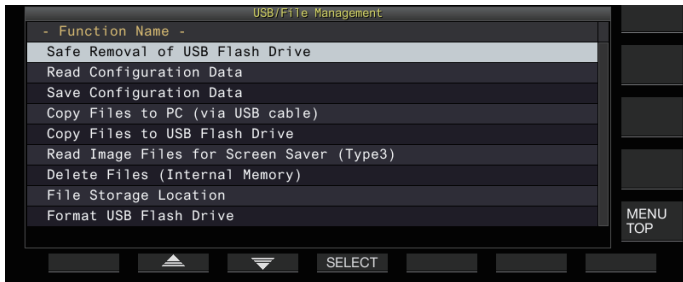 USB/File Management
- Function Name -
Safe Removal of USB Flash Drive
Read Configuration Data
Save Configuration Data
Copy Files to PC (via USB cable)
Copy Files to USB Flash Drive
Read Image Files for Screen Saver (Type3)
Delete Files (Internal Memory)
File Storage Location
Format USB Flash Drive
MENU
TOP
SELECT